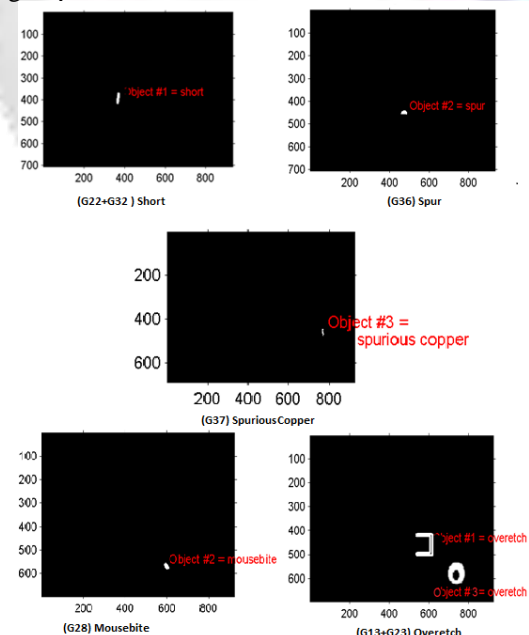 100
200
300
400
500
600
700
Object #1 = short
200 400 600 800
(G22+G32 ) Short
100
200
300
400
500
600
700
Object #2 = spur
200 400 600 800
(G36) Spur
200
400
600
Object #3 =
spurious copper
200 400 600 800
(G37) SpuriousCopper
100
200
300
400
500
600
Object #2 = mousebite
200 400 600 800
(G28) Mousebite
100
200
300
400
500
600
Object #1 = overetch
Object #3 = overetch
200 400 600 800
(G13+G23) Overetch